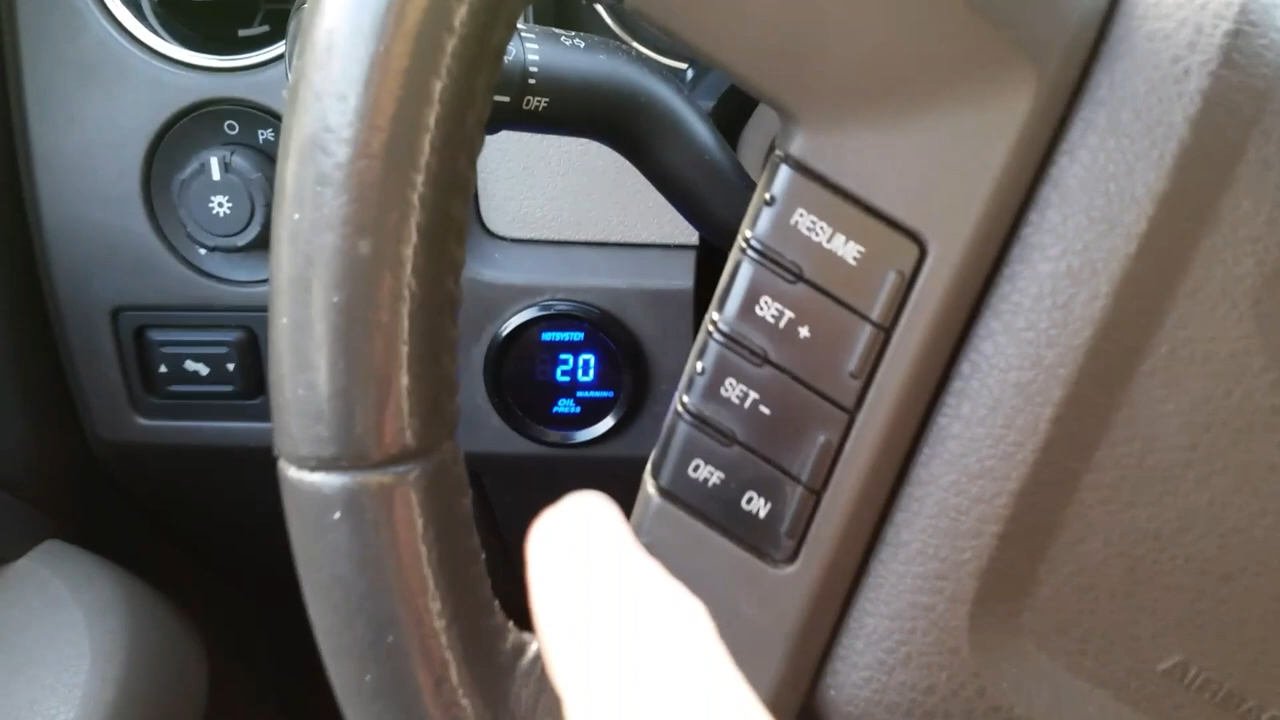 OFF
RESUME
SET +
SET -
OFF ON
HOTSYSTEM
20
WARNING
OIL
PRESS